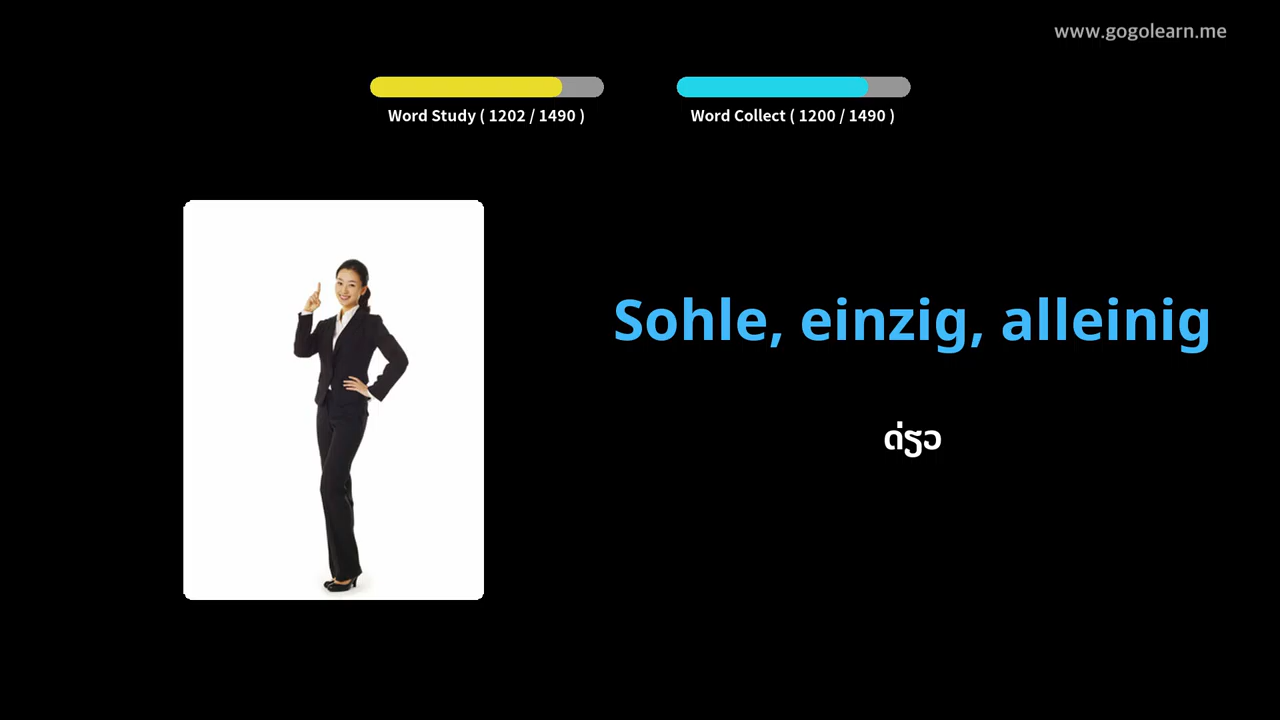 www.gogolearn.me
Word Study ( 1202 / 1490 )
Word Collect ( 1200 / 1490 )
Sohle, einzig, alleinig
ດ່ຽວ